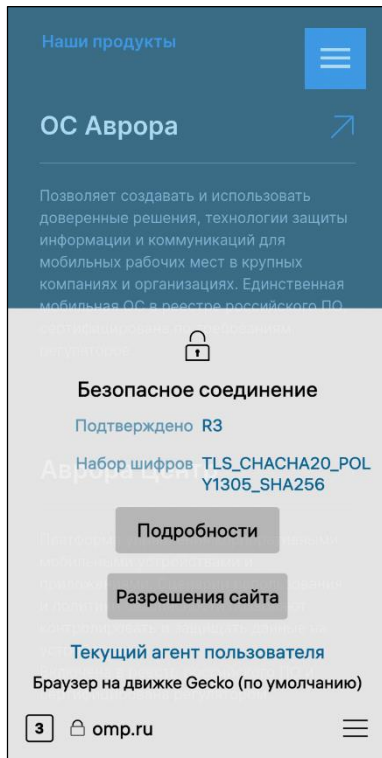 Наши продукты
ОС Аврора
Позволяет создавать и использовать
доверенные решения, технологии защиты
информации и коммуникаций для
мобильных рабочих мест в крупных
компаниях и организациях. Единственная
мобильная ОС в реестре российского ПО,
Безопасное соединение
Подтверждено R3
Аврора Центр
Набор шифров TLS_CHACHA20_POL
Y1305_SHA256
Подробности
Разрешения сайта
Текущий агент пользователя
Браузер на движке Gecko (по умолчанию)
3 omp.ru